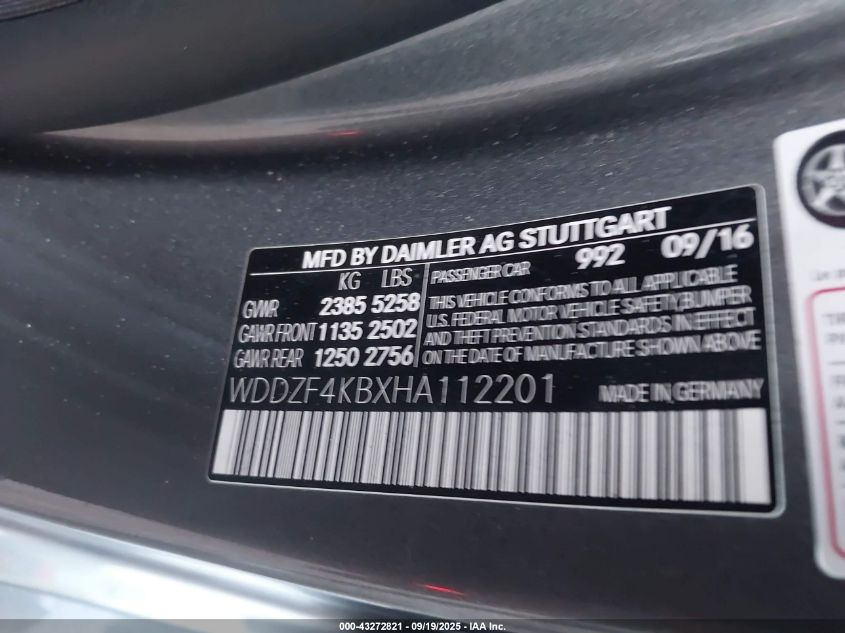 MFD BY DAIMLER AG STUTTGART
992 09/16
KG LBS
GVWR 2385 5258
GAWR FRONT 1135 2502
GAWR REAR 1250 2756
PASSENGER CAR
THIS VEHICLE CONFORMS TO ALL APPLICABLE
U.S. FEDERAL MOTOR VEHICLE SAFETY,BUMPER
AND THEFT PREVENTION STANDARDS IN EFFECT
ON THE DATE OF MANUFACTURE SHOWN ABOVE
WDDZF4KBXHA112201
MADE IN GERMANY
000-43272821 - 09/19/2025 - IAA Inc.